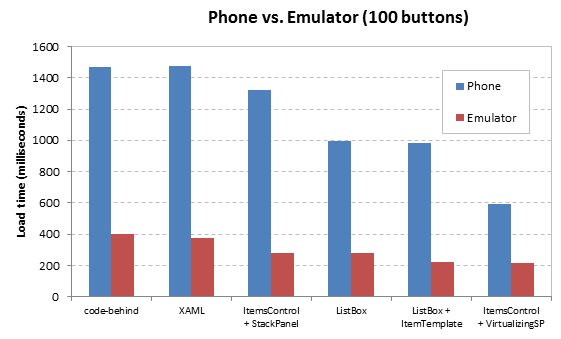 Phone vs. Emulator (100 buttons)
Load time (milliseconds)
1600
1400
1200
1000
800
600
400
200
0
Phone
Emulator
code-behind
XAML
ItemsControl
+ StackPanel
ListBox
ListBox +
ItemTemplate
ItemsControl
+ VirtualizingSP